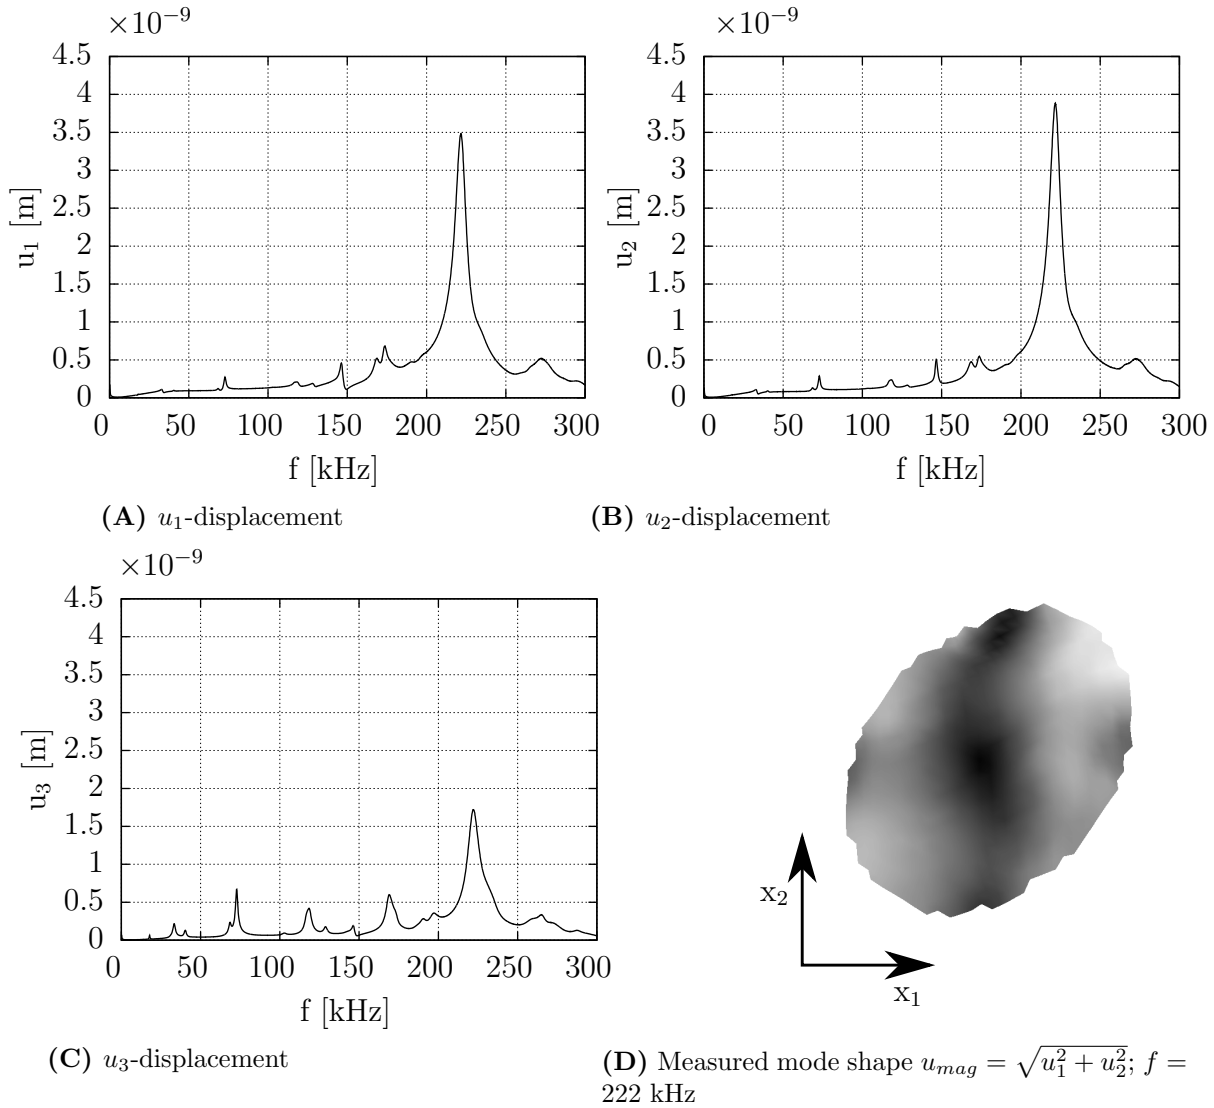 ×10−9
×10−9
4.5
4
3.5
3
2.5
2
1.5
1
0.5
0
u1 [m]
0 50 100 150 200 250 300
f [kHz]
4.5
4
3.5
3
2.5
2
1.5
1
0.5
0
u2 [m]
0 50 100 150 200 250 300
f [kHz]
(A) u1-displacement
(B) u2-displacement
×10−9
4.5
4
3.5
3
2.5
2
1.5
1
0.5
0
u3 [m]
0 50 100 150 200 250 300
f [kHz]
x2
x1
(C) u3-displacement
(D) Measured mode shape umag = √u1² + u2²; f =
222 kHz